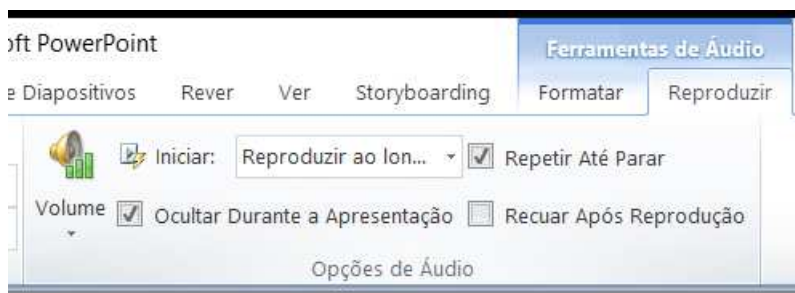 oft PowerPoint
Ferramentas de Áudio
e Diapositivos Rever Ver Storyboarding Formatar Reproduzir
Iniciar: Reproduzir ao lon... Repetir Até Parar
Volume Ocultar Durante a Apresentação Recuar Após Reprodução
Opções de Áudio